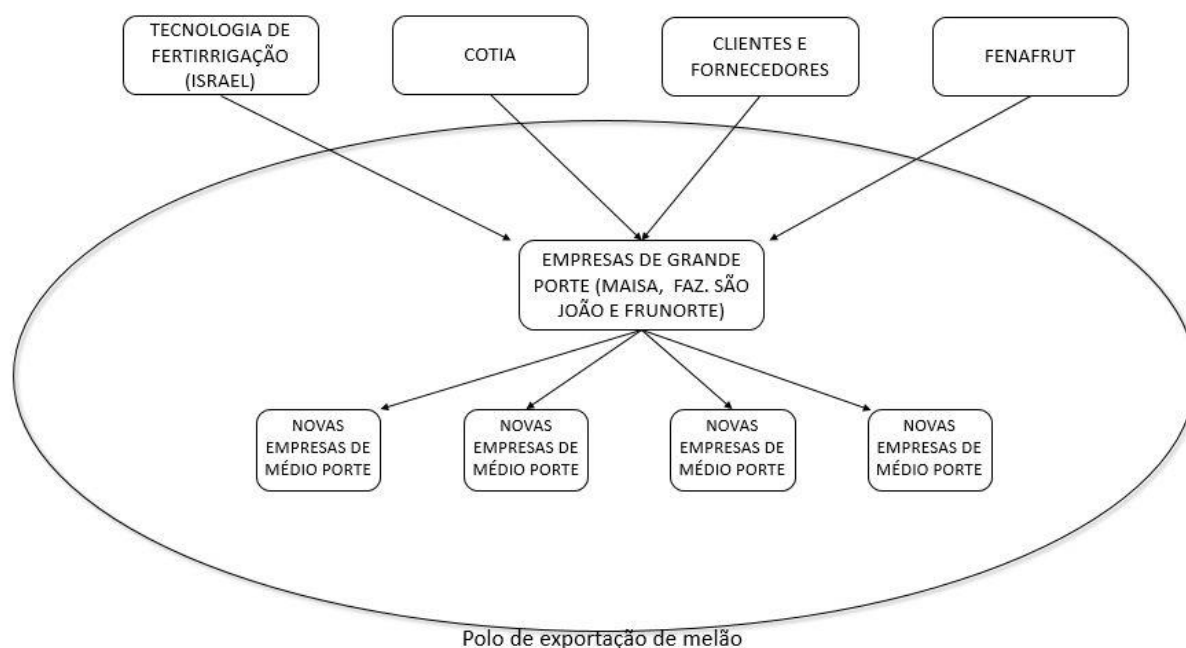 TECNOLOGIA DE
FERTIRRIGAÇÃO
(ISRAEL)
COTIA
CLIENTES E
FORNECEDORES
FENAFRUT
EMPRESAS DE GRANDE
PORTE (MAISA, FAZ. SÃO
JOÃO E FRUNORTE)
NOVAS
EMPRESAS DE
MÉDIO PORTE
NOVAS
EMPRESAS DE
MÉDIO PORTE
NOVAS
EMPRESAS DE
MÉDIO PORTE
NOVAS
EMPRESAS DE
MÉDIO PORTE
Polo de exportação de melão